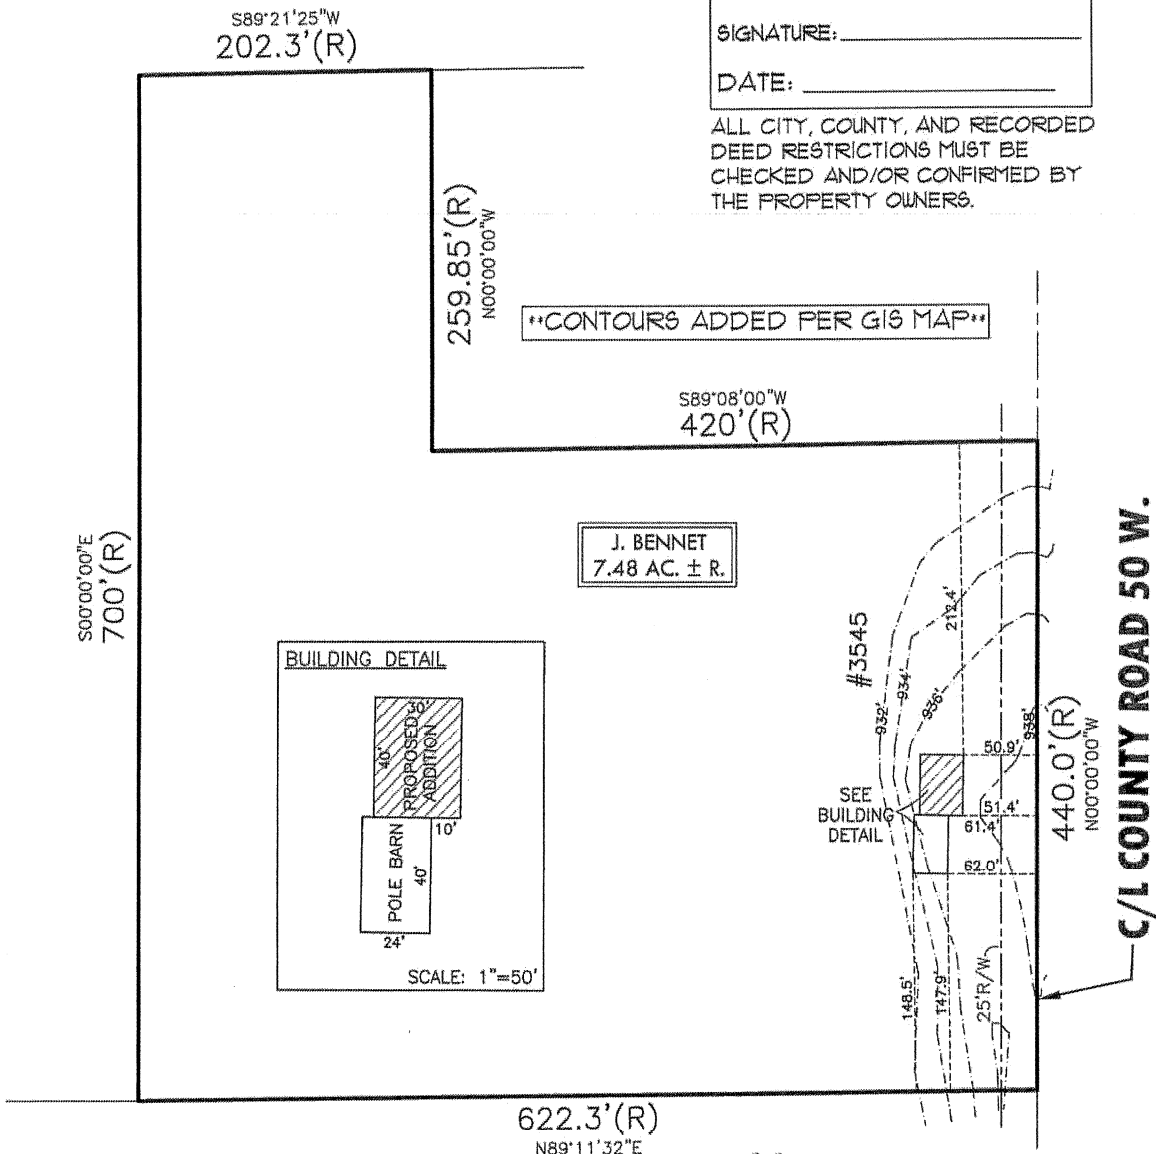 S89°21'25"W
202.3'(R)
SIGNATURE:
DATE:
ALL CITY, COUNTY, AND RECORDED
DEED RESTRICTIONS MUST BE
CHECKED AND/OR CONFIRMED BY
THE PROPERTY OWNERS.
259.85'(R)
N00°00'00"W
**CONTOURS ADDED PER GIS MAP**
S89°08'00"W
420'(R)
S00°00'00"E
700'(R)
J. BENNET
7.48 AC. ± R.
BUILDING DETAIL
30'
40'
PROPOSED
ADDITION
10'
POLE BARN
40'
24'
SCALE: 1"=50'
#3545
212.4'
932'
934'
936'
938'
50.9'
SEE
BUILDING
DETAIL
51.4'
61.4'
62.0'
148.5'
147.9'
25'R/W
440.0'(R)
N00°00'00"W
C/L COUNTY ROAD 50 W.
622.3'(R)
N89°11'32"E